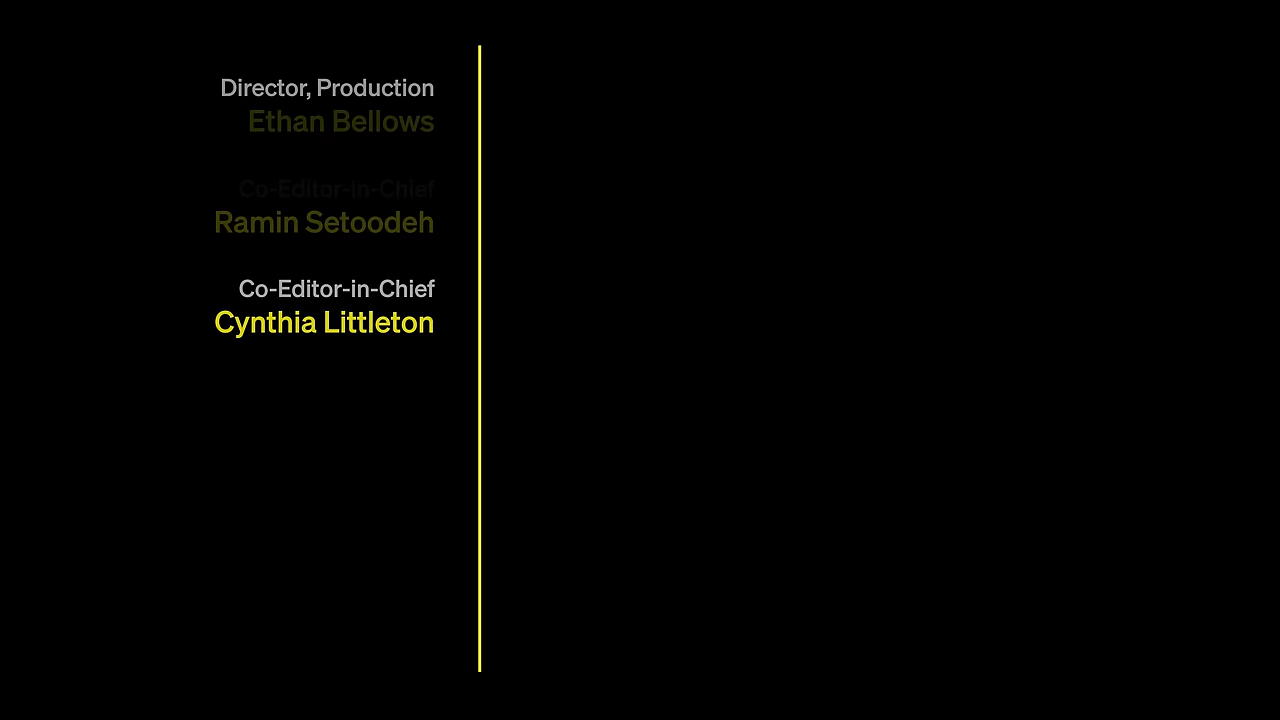 Director, Production
Ethan Bellows
Co-Editor-in-Chief
Ramin Setoodeh
Co-Editor-in-Chief
Cynthia Littleton